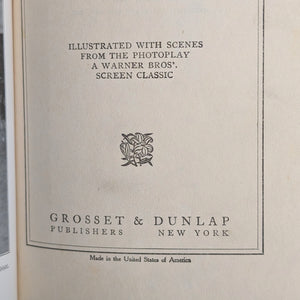 ILLUSTRATED WITH SCENES
FROM THE PHOTOPLAY
A WARNER BROS'.
SCREEN CLASSIC
GROSSET & DUNLAP
PUBLISHERS NEW YORK
Made in the United States of America